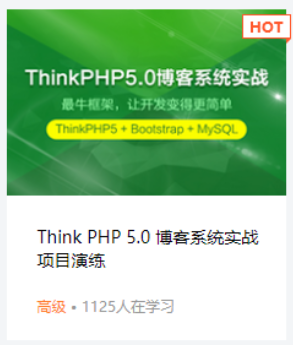 HOT
ThinkPHP5.0博客系统实战
最牛框架，让开发变得更简单
ThinkPHP5 + Bootstrap + MySQL
Think PHP 5.0 博客系统实战
项目演练
高级 • 1125人在学习